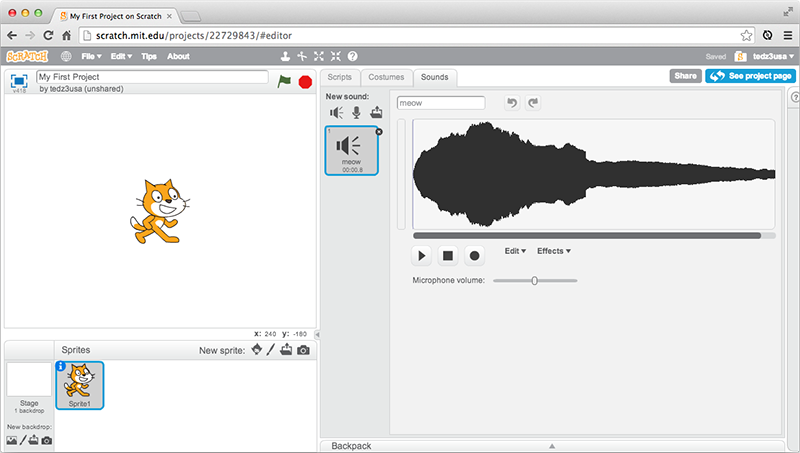 My First Project on Scratch
scratch.mit.edu/projects/22729843/#editor
SCRATCH File Edit Tips About Saved tedz3usa
v418 My First Project
by tedz3usa (unshared)
Scripts Costumes Sounds Share See project page
New sound:
meow
1
meow
00:00.8
Edit Effects
Microphone volume:
x: 240 y: -180
Sprites New sprite:
Stage
1 backdrop
Sprite1
New backdrop:
Backpack